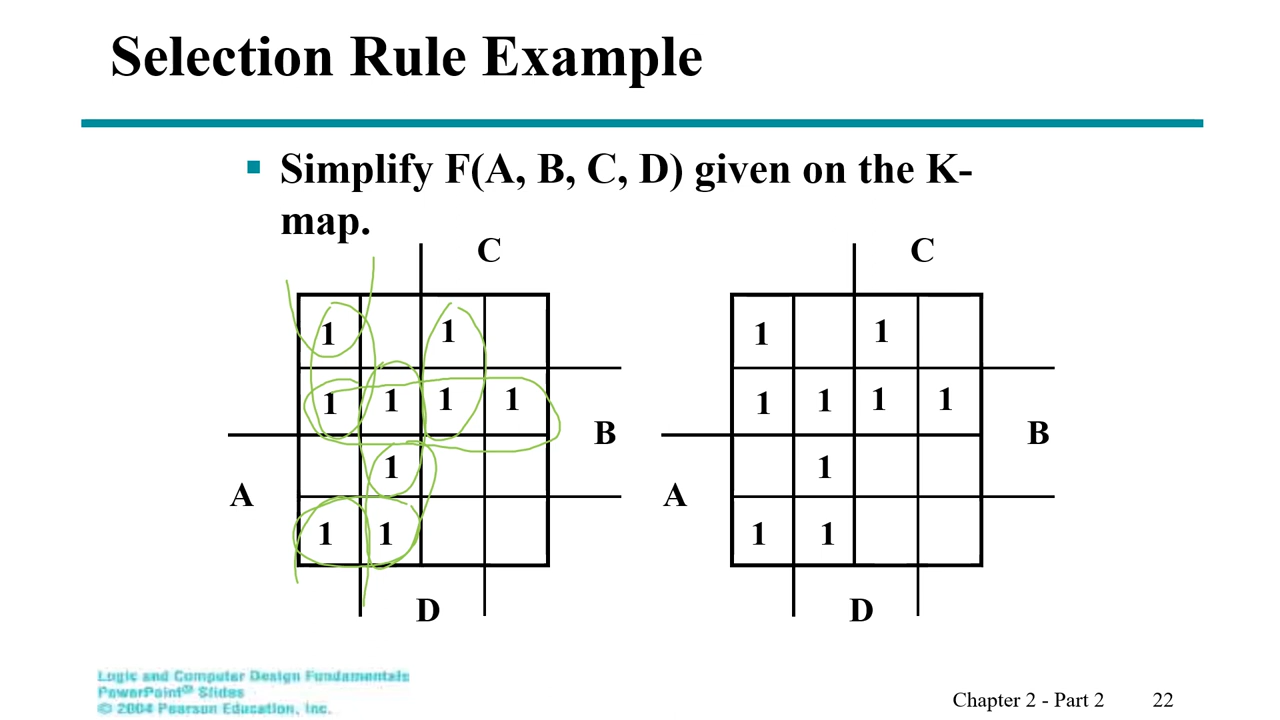 Selection Rule Example
▪ Simplify F(A, B, C, D) given on the K-
map.
C C
1 1 1 1
1 1 1 1 1 1 1 1
B B
1 1
A A
1 1 1 1
D D
Logic and Computer Design Fundamentals
PowerPoint® Slides
© 2004 Pearson Education, Inc.
Chapter 2 - Part 2 22